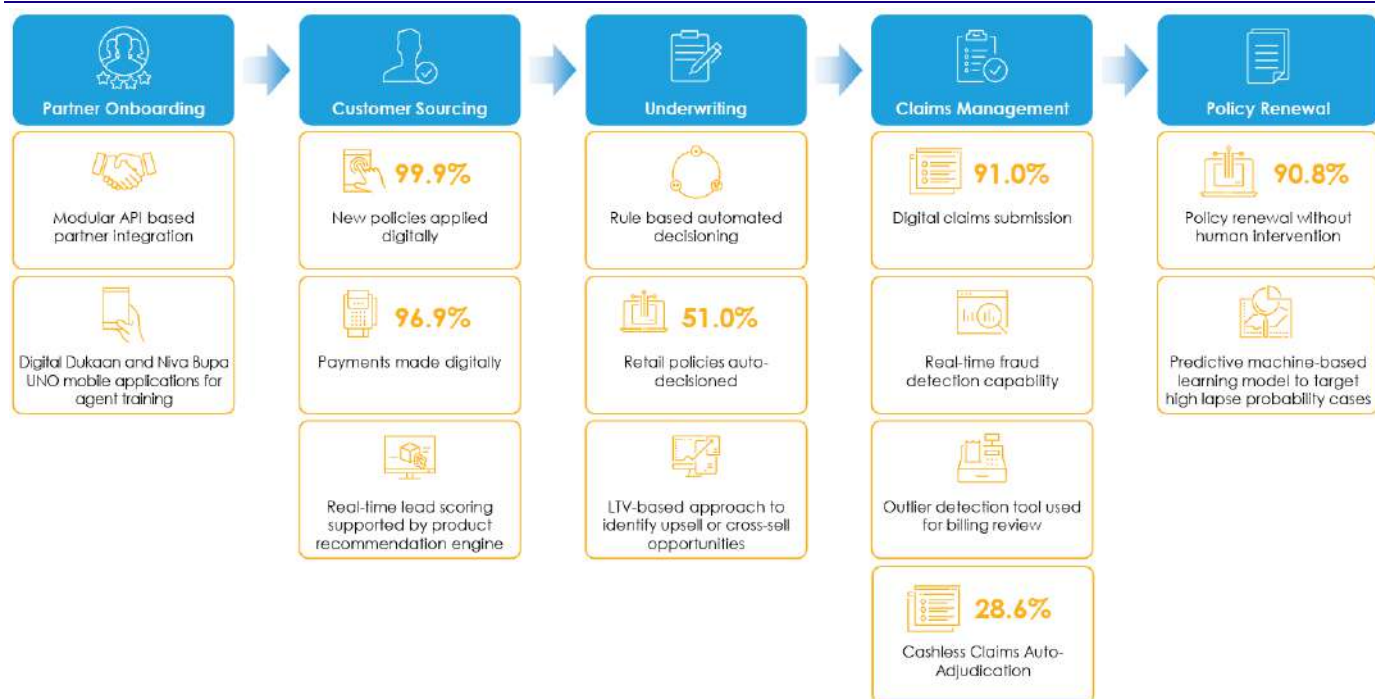 Partner Onboarding
Customer Sourcing
Underwriting
Claims Management
Policy Renewal
Modular API based
partner integration
Digital Dukaan and Niva Bupa
UNO mobile applications for
agent training
99.9%
New policies applied
digitally
96.9%
Payments made digitally
Real-time lead scoring
supported by product
recommendation engine
Rule based automated
decisioning
51.0%
Retail policies auto-
decisioned
LTV-based approach to
identify upsell or cross-sell
opportunities
91.0%
Digital claims submission
Real-time fraud
detection capability
Outlier detection tool used
for billing review
28.6%
Cashless Claims Auto-
Adjudication
90.8%
Policy renewal without
human intervention
Predictive machine-based
learning model to target
high lapse probability cases